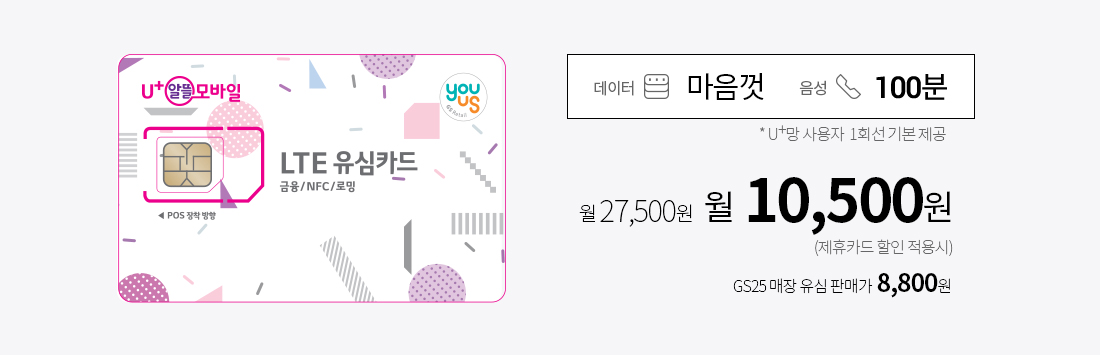 U+알뜰모바일
you
us
GS Retail
LTE 유심카드
금융/NFC/로밍
◀ POS 장착 방향
데이터 마음껏 음성 100분
* U+망 사용자 1회선 기본 제공
월 27,500원 월 10,500원
(제휴카드 할인 적용시)
GS25 매장 유심 판매가 8,800원